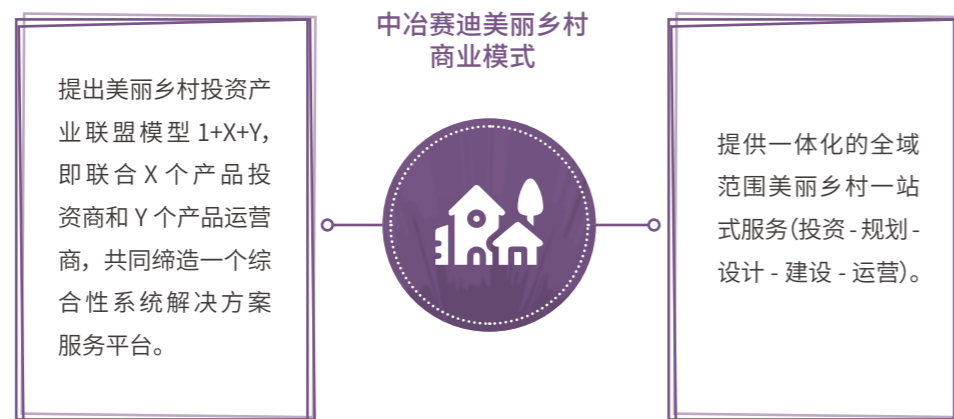 中冶赛迪美丽乡村
商业模式
提出美丽乡村投资产
业联盟模型 1+X+Y,
即联合 X 个产品投
资商和 Y 个产品运营
商，共同缔造一个综
合性系统解决方案
服务平台。
提供一体化的全域
范围美丽乡村一站
式服务(投资 - 规划 -
设计 - 建设 - 运营)。